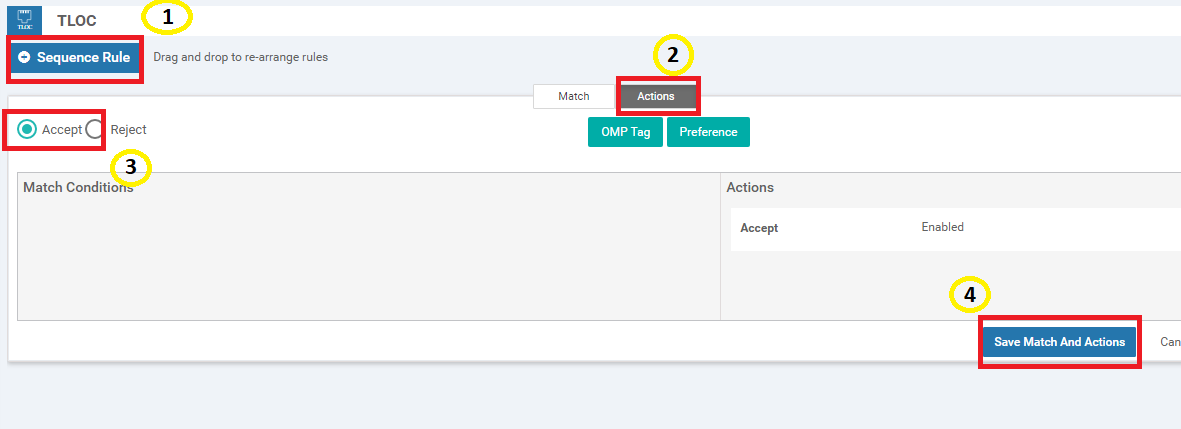 TLOC
TLOC
1
Sequence Rule
Drag and drop to re-arrange rules
2
Match
Actions
Accept
Reject
OMP Tag
Preference
3
Match Conditions
Actions
Accept
Enabled
4
Save Match And Actions
Can